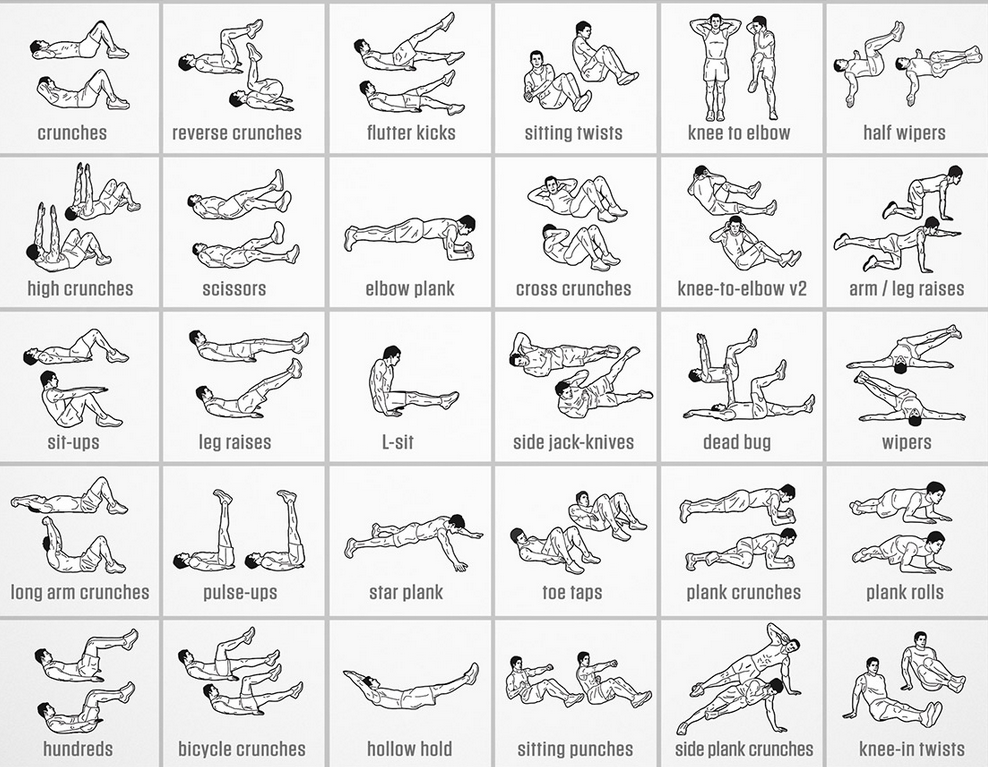 crunches
reverse crunches
flutter kicks
sitting twists
knee to elbow
half wipers
high crunches
scissors
elbow plank
cross crunches
knee-to-elbow v2
arm / leg raises
sit-ups
leg raises
L-sit
side jack-knives
dead bug
wipers
long arm crunches
pulse-ups
star plank
toe taps
plank crunches
plank rolls
hundreds
bicycle crunches
hollow hold
sitting punches
side plank crunches
knee-in twists